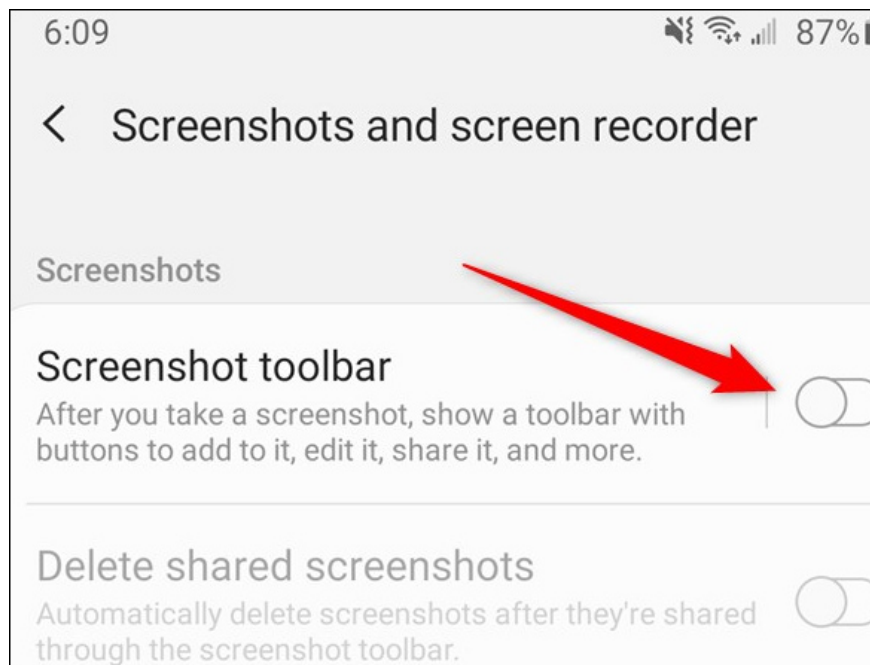 6:09 87%
Screenshots and screen recorder
Screenshots
Screenshot toolbar
After you take a screenshot, show a toolbar with
buttons to add to it, edit it, share it, and more.
Delete shared screenshots
Automatically delete screenshots after they're shared
through the screenshot toolbar.